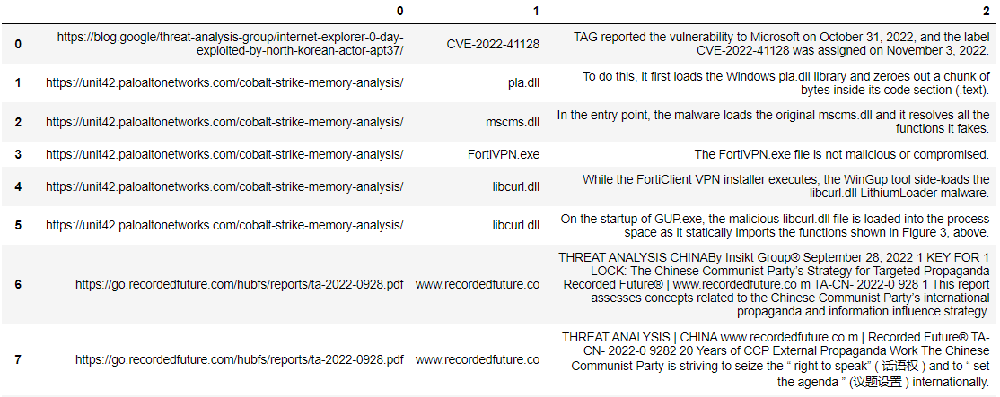 0 1 2
0 https://blog.google/threat-analysis-group/internet-explorer-0-day- CVE-2022-41128 TAG reported the vulnerability to Microsoft on October 31, 2022, and the label
exploited-by-north-korean-actor-apt37/ CVE-2022-41128 was assigned on November 3, 2022.
1 https://unit42.paloaltonetworks.com/cobalt-strike-memory-analysis/ pla.dll To do this, it first loads the Windows pla.dll library and zeroes out a chunk of
bytes inside its code section (.text).
2 https://unit42.paloaltonetworks.com/cobalt-strike-memory-analysis/ mscms.dll In the entry point, the malware loads the original mscms.dll and it resolves all the
functions it fakes.
3 https://unit42.paloaltonetworks.com/cobalt-strike-memory-analysis/ FortiVPN.exe The FortiVPN.exe file is not malicious or compromised.
4 https://unit42.paloaltonetworks.com/cobalt-strike-memory-analysis/ libcurl.dll While the FortiClient VPN installer executes, the WinGup tool side-loads the
libcurl.dll LithiumLoader malware.
5 https://unit42.paloaltonetworks.com/cobalt-strike-memory-analysis/ libcurl.dll On the startup of GUP.exe, the malicious libcurl.dll file is loaded into the process
space as it statically imports the functions shown in Figure 3, above.
6 https://go.recordedfuture.com/hubfs/reports/ta-2022-0928.pdf www.recordedfuture.co THREAT ANALYSIS CHINABy Insikt Group® September 28, 2022 1 KEY FOR 1
LOCK: The Chinese Communist Party's Strategy for Targeted Propaganda
Recorded Future® | www.recordedfuture.co m TA-CN- 2022-0 928 1 This report
assesses concepts related to the Chinese Communist Party's international
propaganda and information influence strategy.
7 https://go.recordedfuture.com/hubfs/reports/ta-2022-0928.pdf www.recordedfuture.co THREAT ANALYSIS | CHINA www.recordedfuture.co m | Recorded Future® TA-
CN- 2022-0 9282 20 Years of CCP External Propaganda Work The Chinese
Communist Party is striving to seize the “ right to speak” ( 话语权 ) and to “ set
the agenda ” (议题设置 ) internationally.